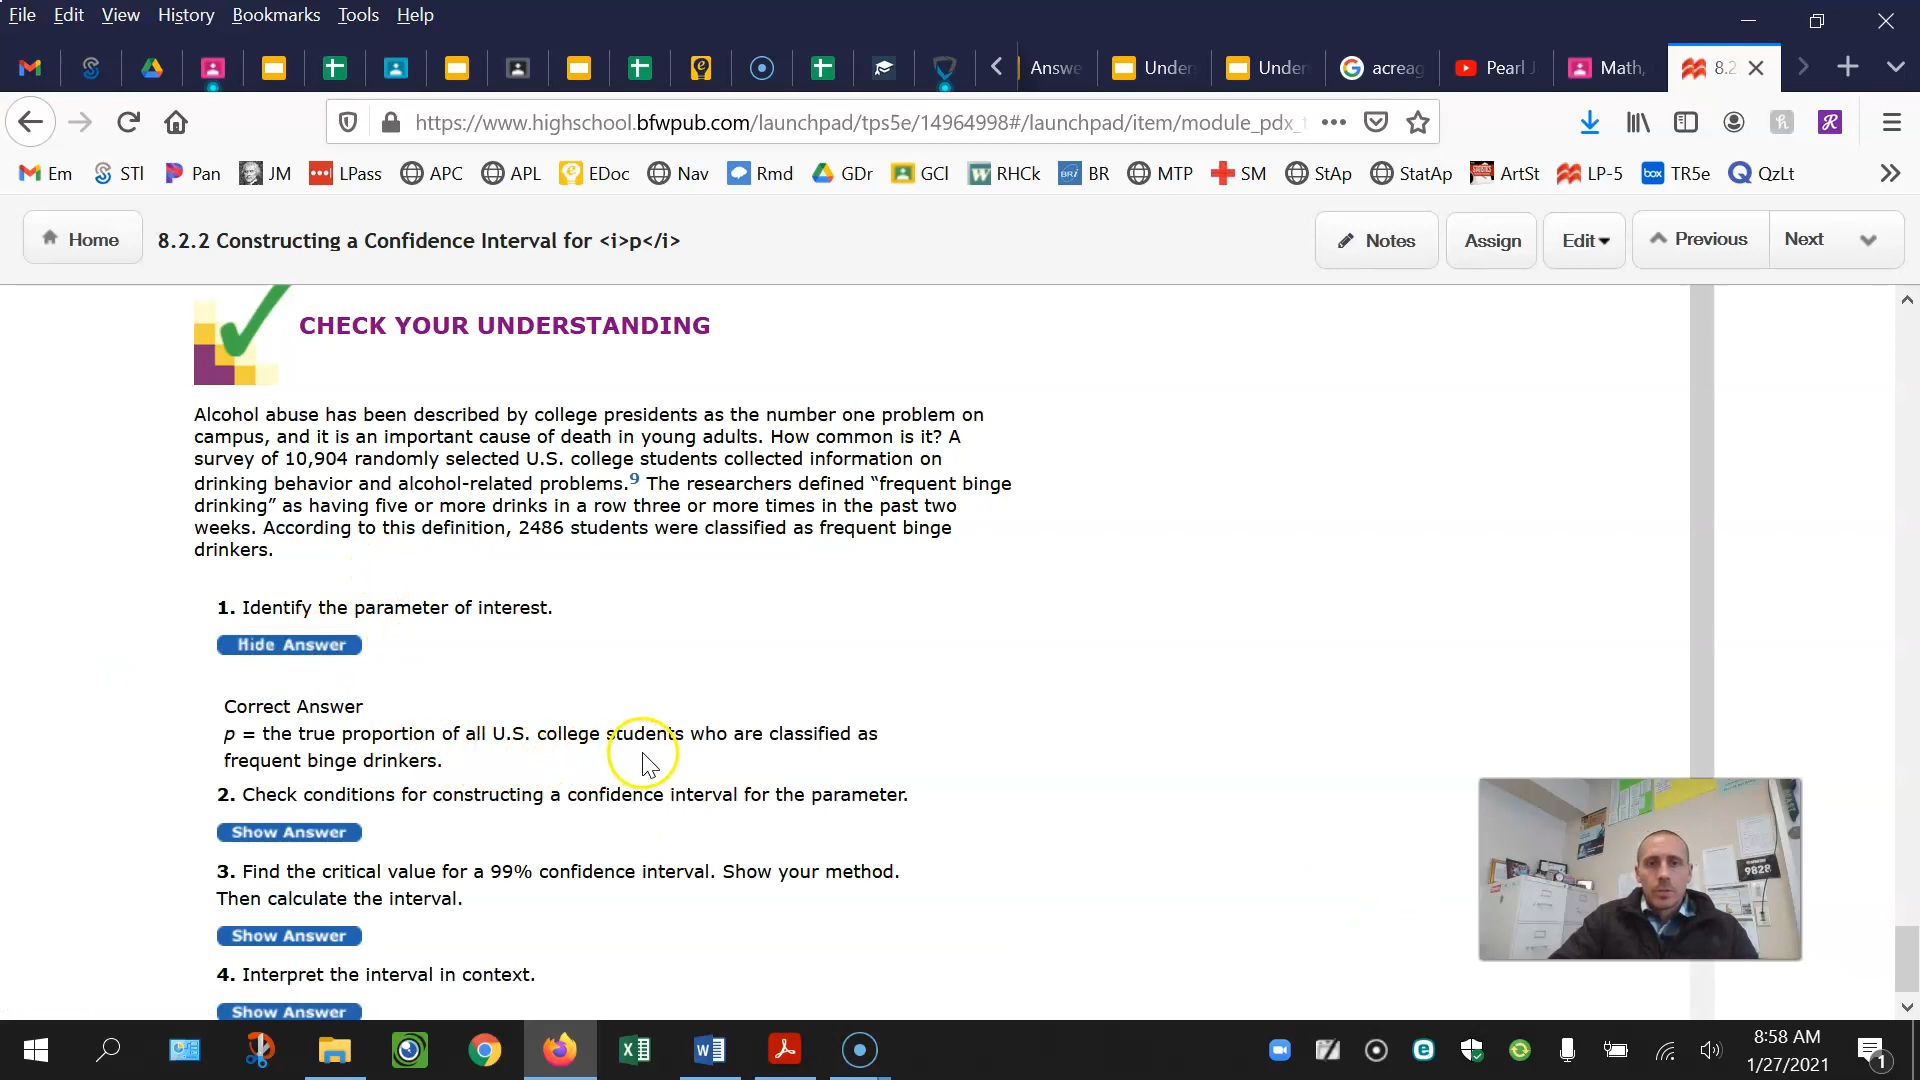 File Edit View History Bookmarks Tools Help
Answe Under Under acreag Pearl J Math, 8.2
https://www.highschool.bfwpub.com/launchpad/tps5e/14964998#/launchpad/item/module_pdx_t
Em STl Pan JM LPass APC APL EDoc Nav Rmd GDr GCl RHCk BR MTP SM StAp StatAp ArtSt LP-5 TR5e QzLt
Home 8.2.2 Constructing a Confidence Interval for <i>p</i> Notes Assign Edit Previous Next
CHECK YOUR UNDERSTANDING
Alcohol abuse has been described by college presidents as the number one problem on
campus, and it is an important cause of death in young adults. How common is it? A
survey of 10,904 randomly selected U.S. college students collected information on
drinking behavior and alcohol-related problems.9 The researchers defined “frequent binge
drinking” as having five or more drinks in a row three or more times in the past two
weeks. According to this definition, 2486 students were classified as frequent binge
drinkers.
1. Identify the parameter of interest.
Hide Answer
Correct Answer
p = the true proportion of all U.S. college students who are classified as
frequent binge drinkers.
2. Check conditions for constructing a confidence interval for the parameter.
Show Answer
3. Find the critical value for a 99% confidence interval. Show your method.
Then calculate the interval.
Show Answer
4. Interpret the interval in context.
Show Answer
9828
8:58 AM
1/27/2021
1